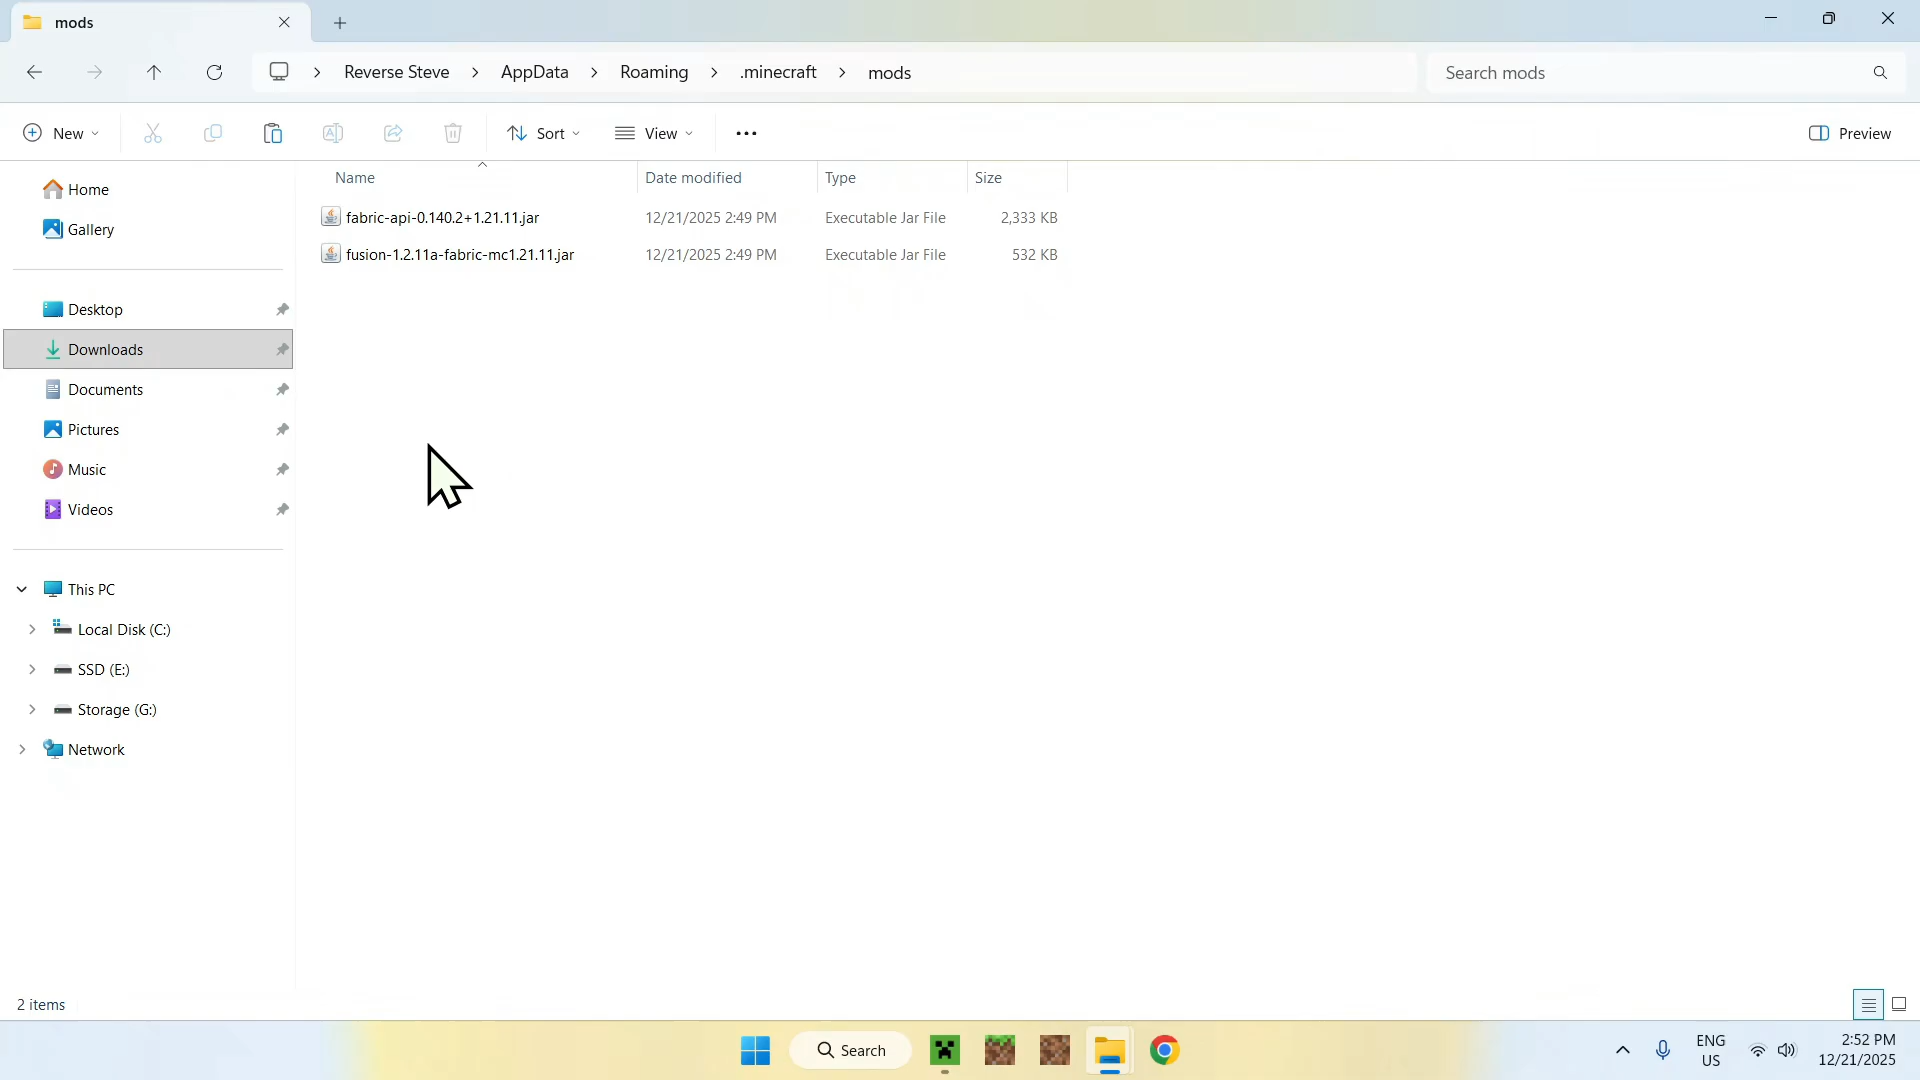 mods
Reverse Steve
AppData
Roaming
.minecraft
mods
Search mods
New
Sort
View
Preview
Name
Date modified
Type
Size
fabric-api-0.140.2+1.21.11.jar 12/21/2025 2:49 PM Executable Jar File 2,333 KB
fusion-1.2.11a-fabric-mc1.21.11.jar 12/21/2025 2:49 PM Executable Jar File 532 KB
Home
Gallery
Desktop
Downloads
Documents
Pictures
Music
Videos
This PC
Local Disk (C:)
SSD (E:)
Storage (G:)
Network
2 items
Search
ENG
US
2:52 PM
12/21/2025